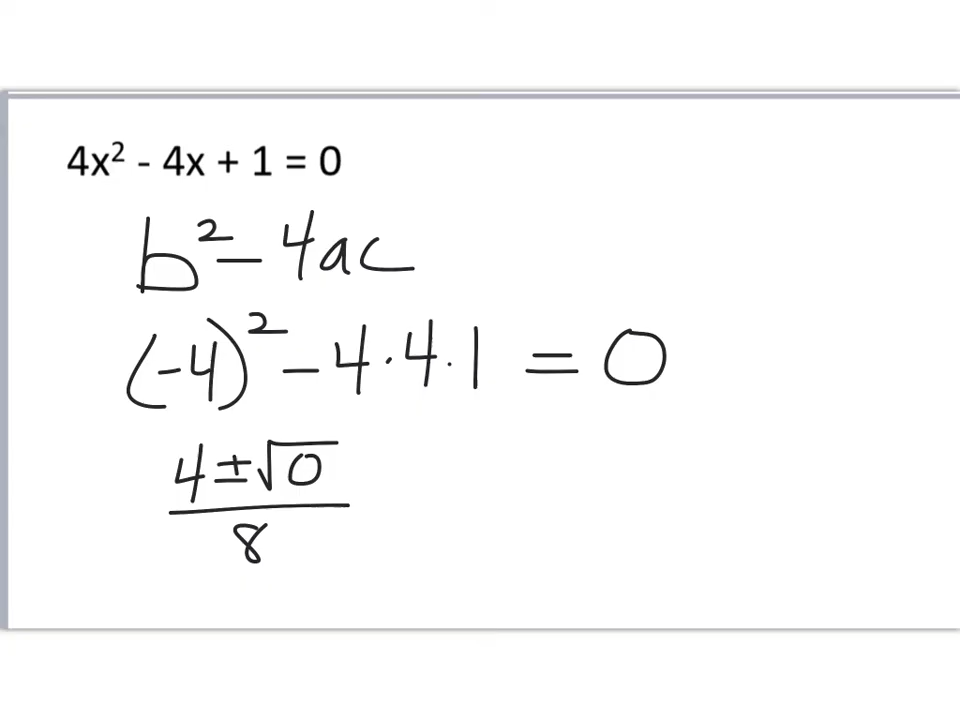 4x² - 4x + 1 = 0
b² - 4ac
(-4)² - 4 · 4 · 1 = 0
4 ± √0
8